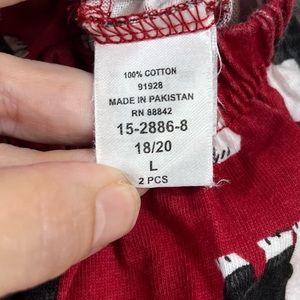 100% COTTON
91928
MADE IN PAKISTAN
RN 88842
15-2886-8
18/20
L
2 PCS